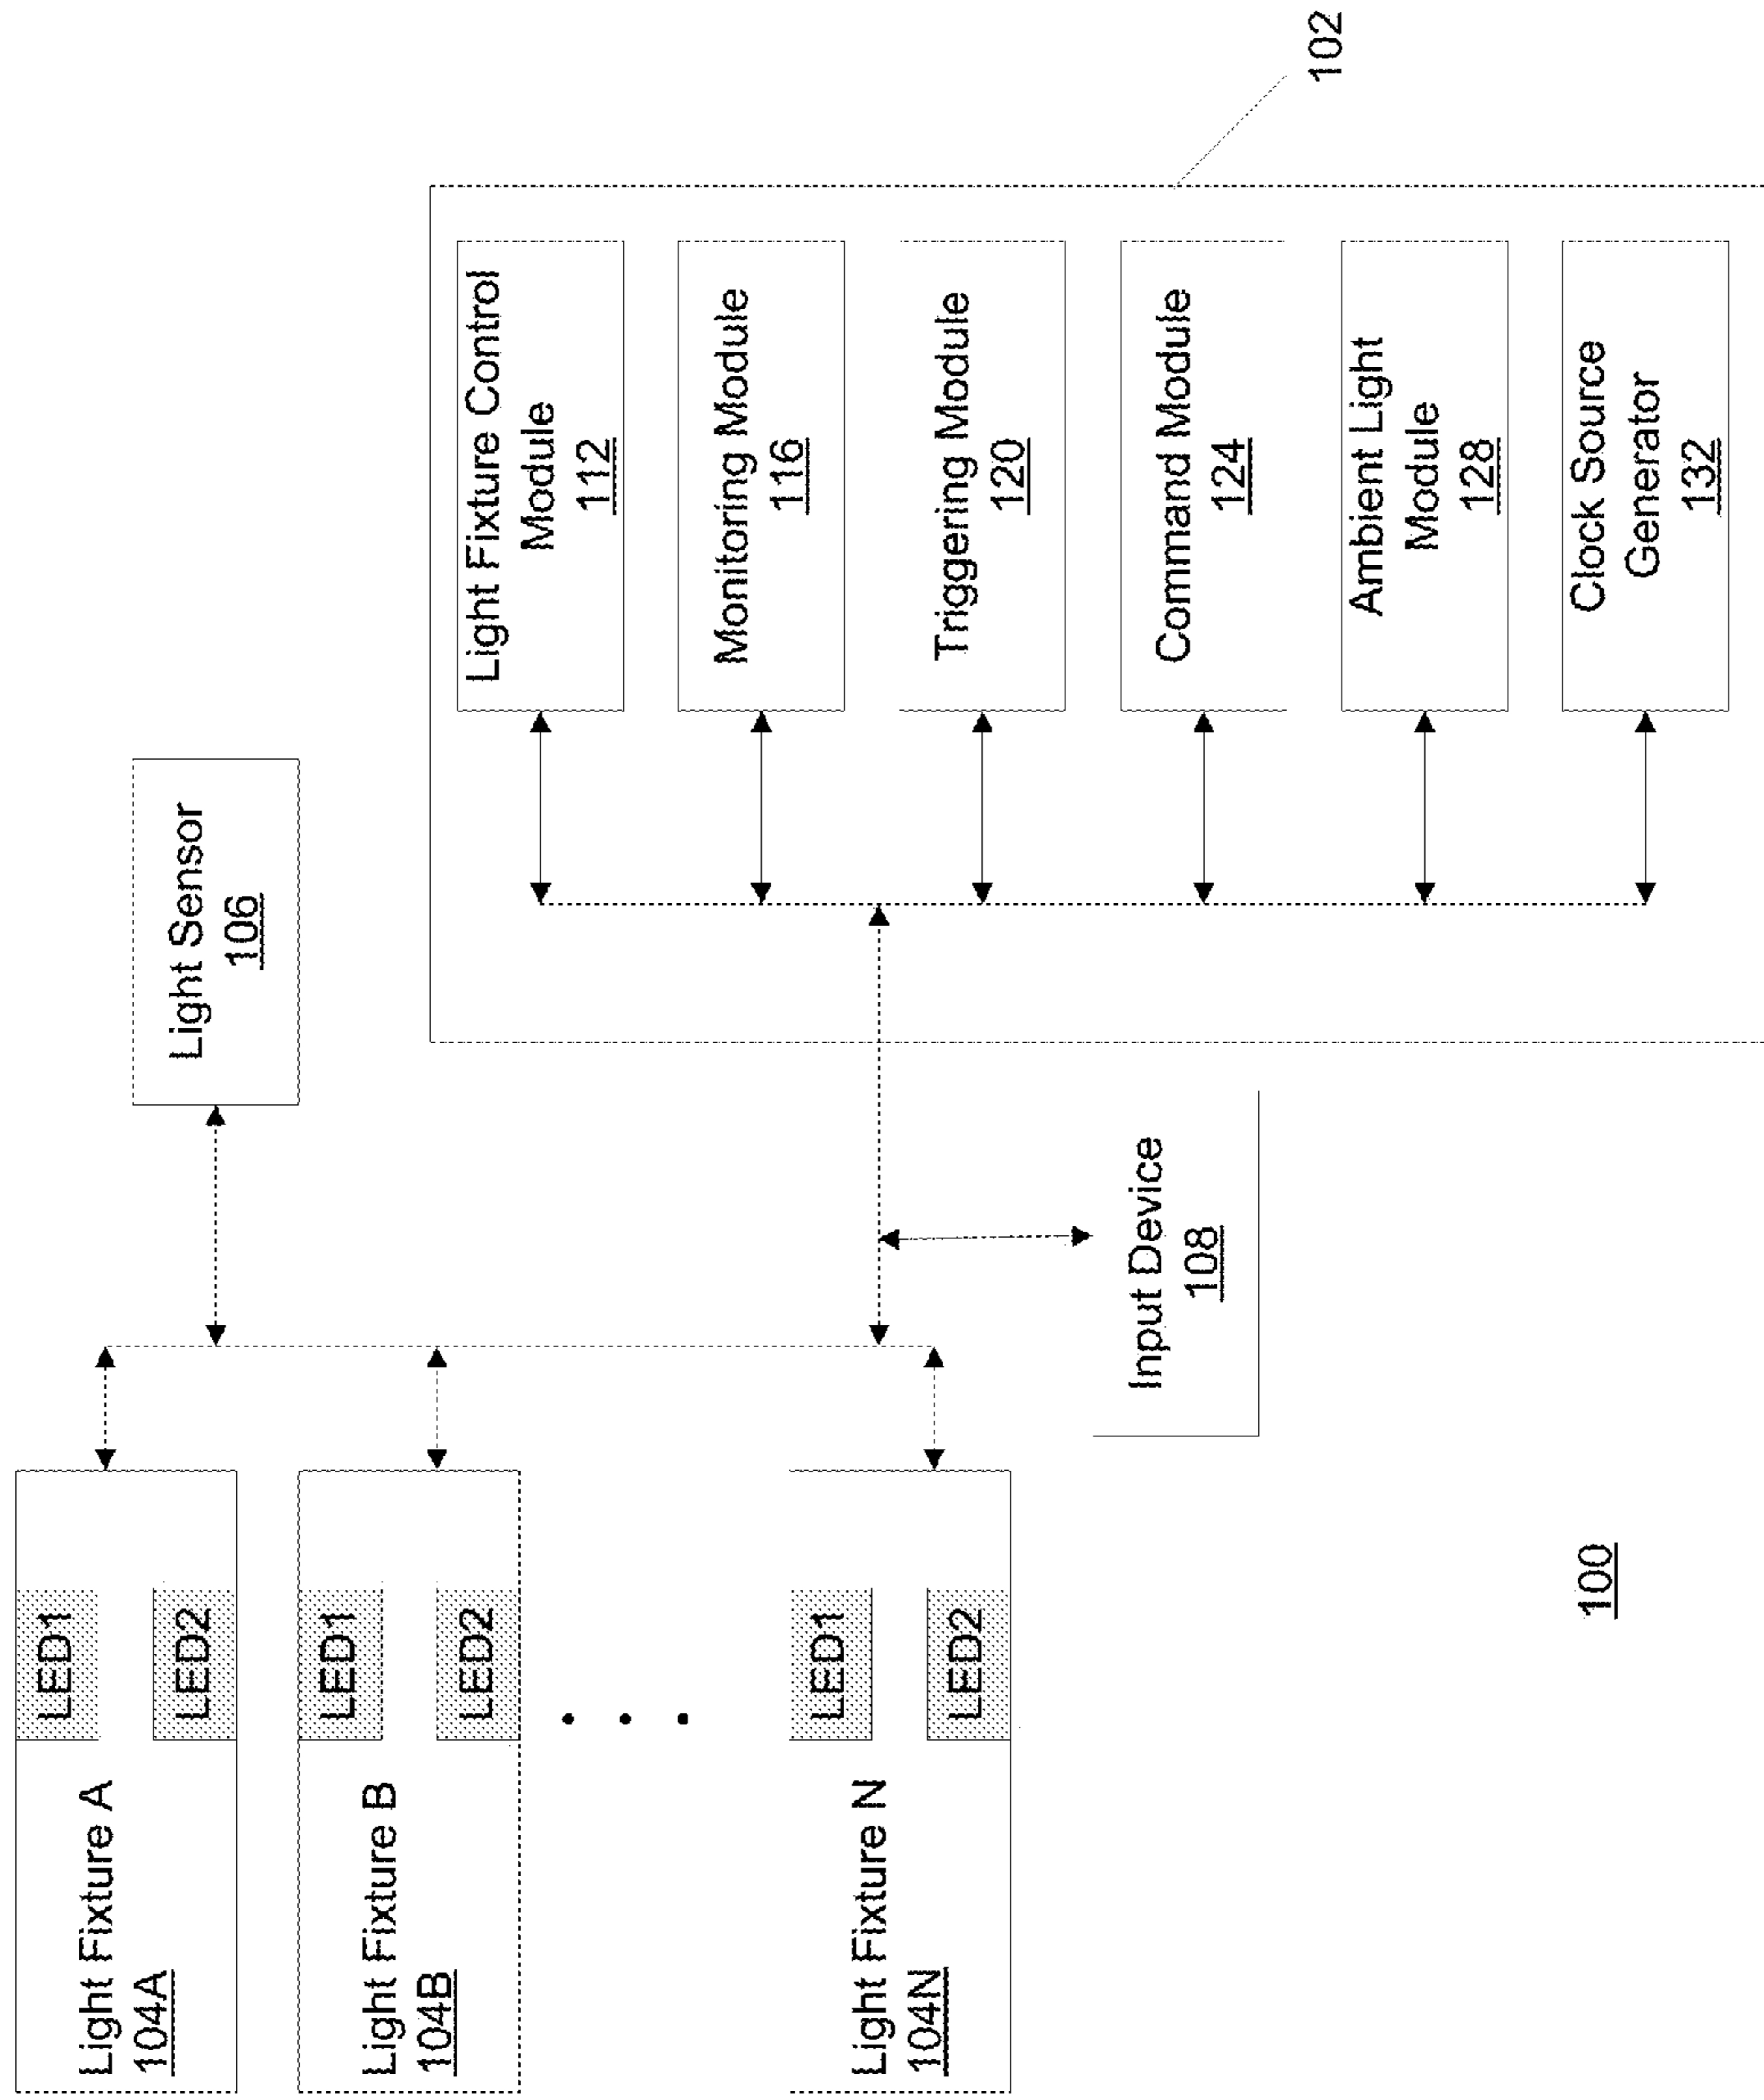 Light Fixture A
104A
LED1
LED2
Light Fixture B
104B
LED1
LED2
Light Fixture N
104N
LED1
LED2
Light Sensor
106
Input Device
108
Light Fixture Control
Module
112
Monitoring Module
116
Triggering Module
120
Command Module
124
Ambient Light
Module
128
Clock Source
Generator
132
102
100